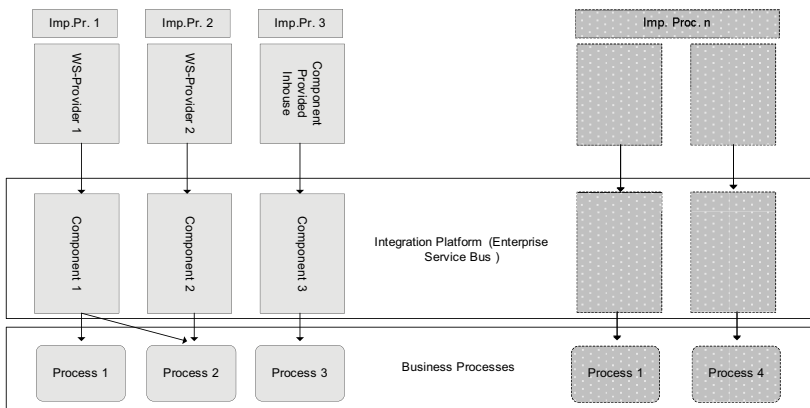 Imp.Pr. 1
Imp.Pr. 2
Imp.Pr. 3
Imp. Proc. n
WS-Provider 1
WS-Provider 2
Component
Provided
Inhouse
Component 1
Component 2
Component 3
Integration Platform (Enterprise
Service Bus )
Process 1
Process 2
Process 3
Business Processes
Process 1
Process 4